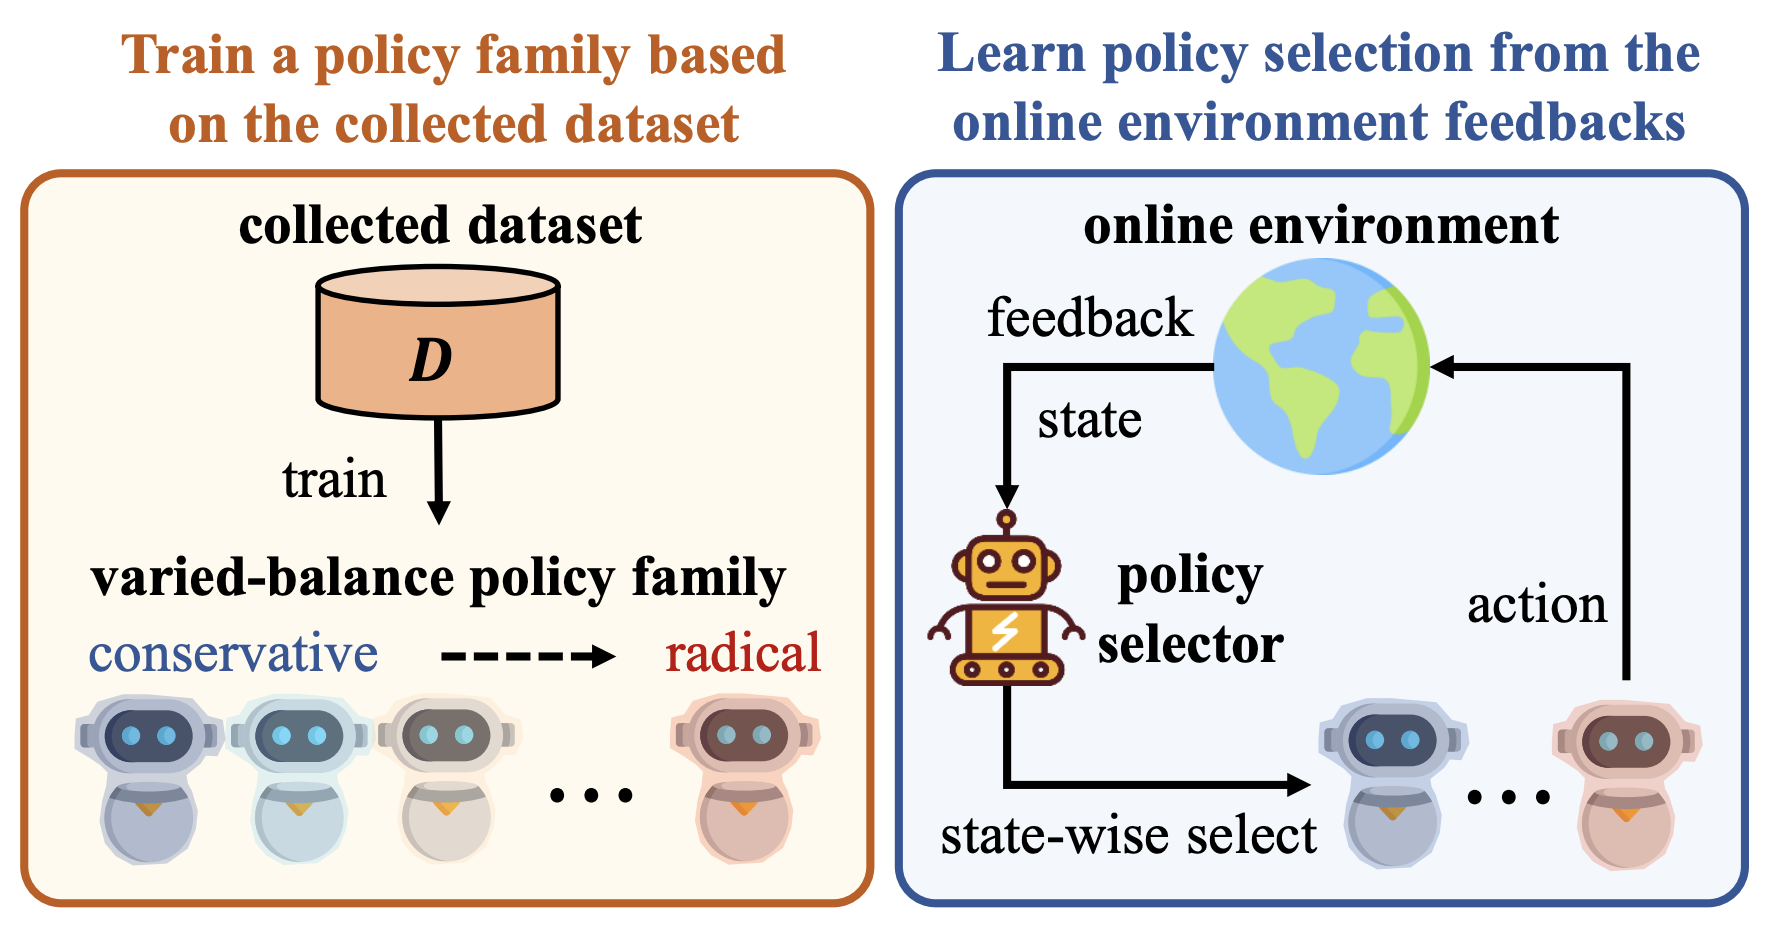 Train a policy family based
on the collected dataset
collected dataset
D
train
varied-balance policy family
conservative
radical
Learn policy selection from the
online environment feedbacks
online environment
feedback
state
policy
selector
action
state-wise select